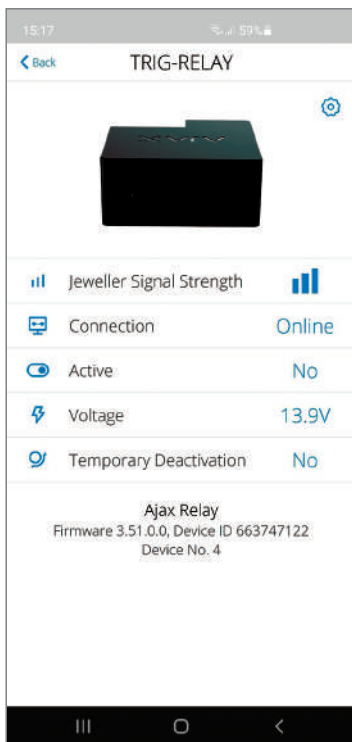 15:17 59%
Back TRIG-RELAY
AJAX
Jeweller Signal Strength
Connection Online
Active No
Voltage 13.9V
Temporary Deactivation No
Ajax Relay
Firmware 3.51.0.0, Device ID 663747122
Device No. 4